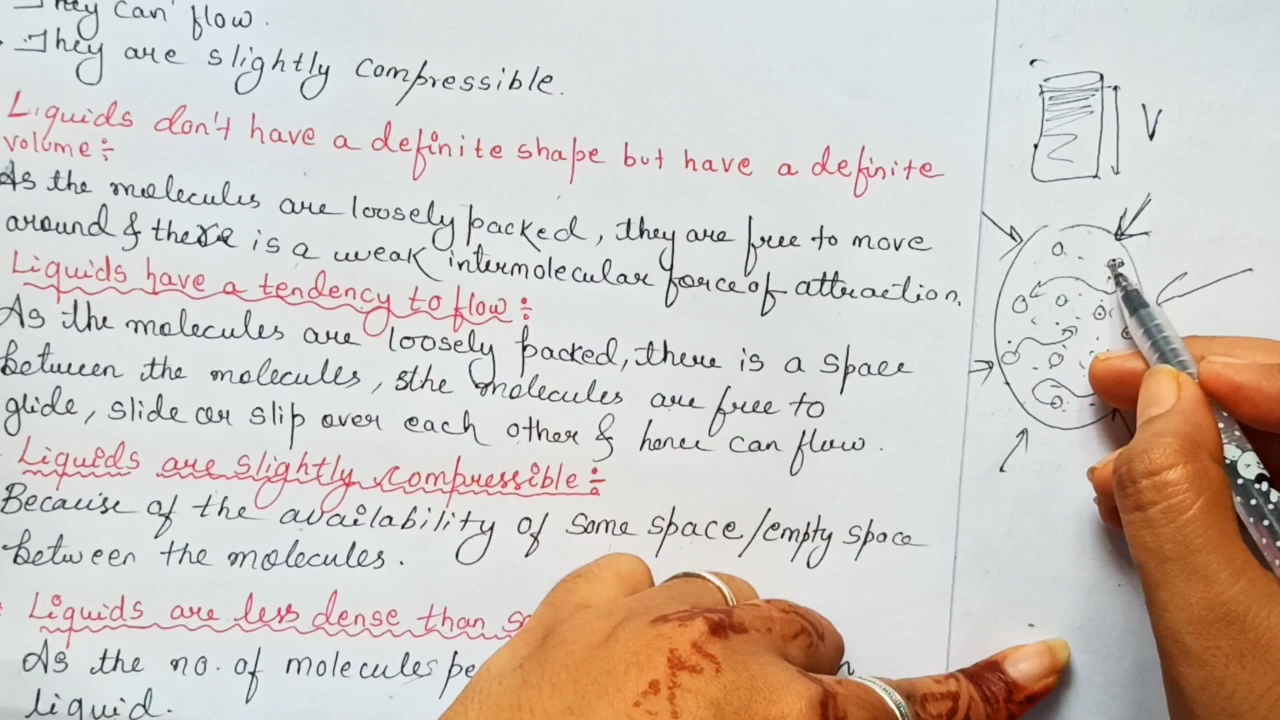 They can flow.
• They are slightly compressible.
Liquids don't have a definite shape but have a definite
volume:
As the molecules are loosely packed, they are free to move
around & there is a weak intermolecular force of attraction.
Liquids have a tendency to flow:
As the molecules are loosely packed, there is a space
between the molecules, the molecules are free to
glide, slide or slip over each other & hence can flow.
Liquids are slightly compressible:
Because of the availability of some space/empty space
between the molecules.
Liquids are less dense than
As the no. of molecules
liquid.
V